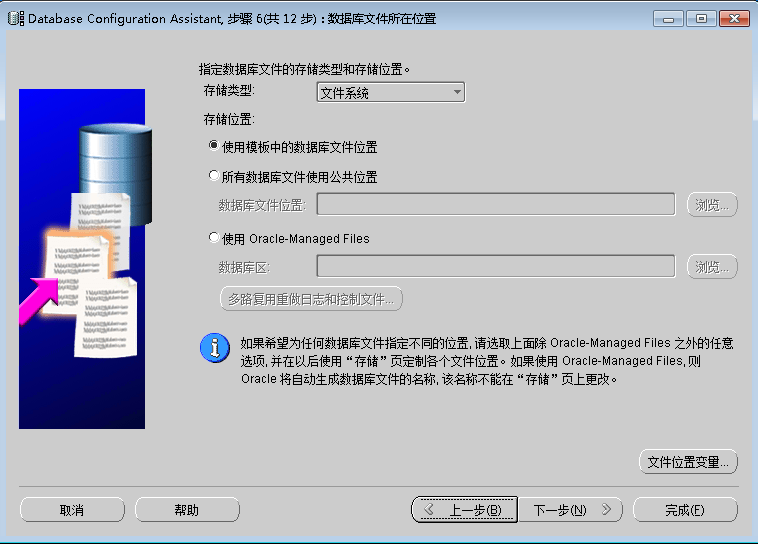 Database Configuration Assistant, 步骤 6(共 12 步) : 数据库文件所在位置
指定数据库文件的存储类型和存储位置。
存储类型: 文件系统
存储位置:
使用模板中的数据库文件位置
所有数据库文件使用公共位置
数据库文件位置: 浏览...
使用 Oracle-Managed Files
数据库区: 浏览...
多路复用重做日志和控制文件...
如果希望为任何数据库文件指定不同的位置, 请选取上面除 Oracle-Managed Files 之外的任意
选项, 并在以后使用“存储”页定制各个文件位置。如果使用 Oracle-Managed Files, 则
Oracle 将自动生成数据库文件的名称, 该名称不能在“存储”页上更改。
文件位置变量...
取消 帮助 上一步(B) 下一步(N) 完成(F)